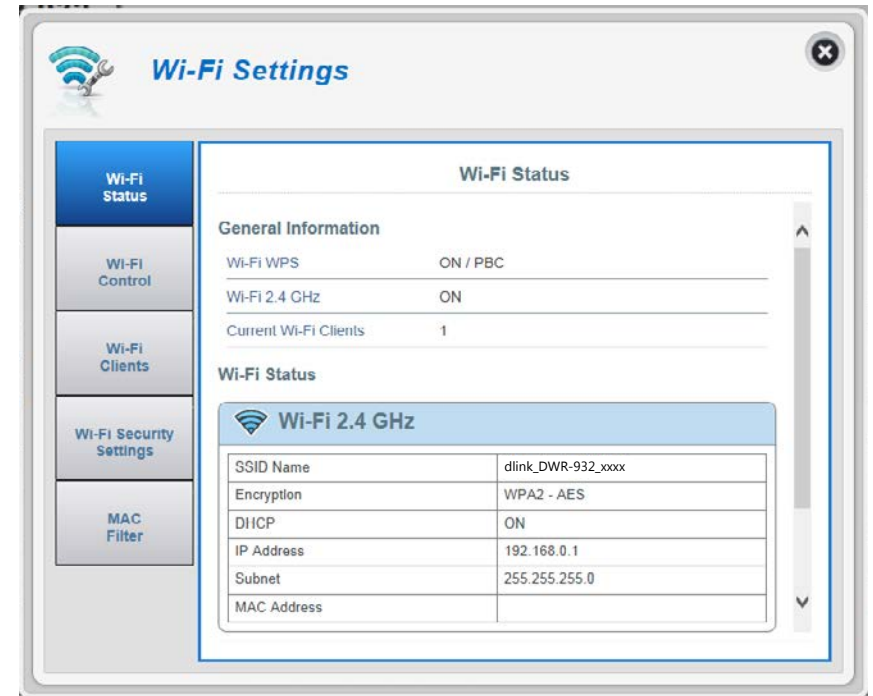 Wi-Fi Settings
Wi-Fi
Status
Wi-Fi
Control
Wi-Fi
Clients
Wi-Fi Security
Settings
MAC
Filter
Wi-Fi Status
General Information
Wi-Fi WPS ON / PBC
Wi-Fi 2.4 GHz ON
Current Wi-Fi Clients 1
Wi-Fi Status
Wi-Fi 2.4 GHz
SSID Name dlink_DWR-932_xxxx
Encryption WPA2 - AES
DHCP ON
IP Address 192.168.0.1
Subnet 255.255.255.0
MAC Address